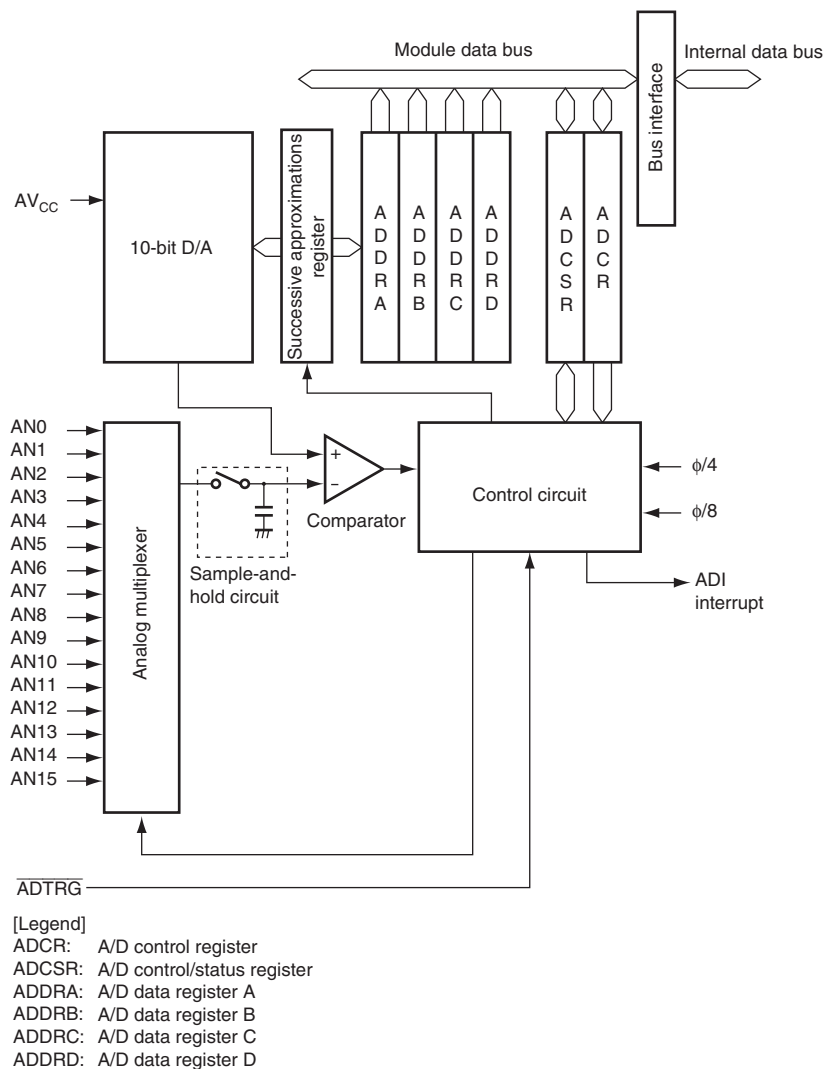 Module data bus
Internal data bus
Bus interface
AVCC
10-bit D/A
Successive approximations
register
ADDRA
ADDRB
ADDRC
ADDRD
ADCSR
ADCR
AN0
AN1
AN2
AN3
AN4
AN5
AN6
AN7
AN8
AN9
AN10
AN11
AN12
AN13
AN14
AN15
Analog multiplexer
Sample-and-
hold circuit
+
−
Comparator
Control circuit
ϕ/4
ϕ/8
ADI
interrupt
ADTRG
[Legend]
ADCR: A/D control register
ADCSR: A/D control/status register
ADDRA: A/D data register A
ADDRB: A/D data register B
ADDRC: A/D data register C
ADDRD: A/D data register D